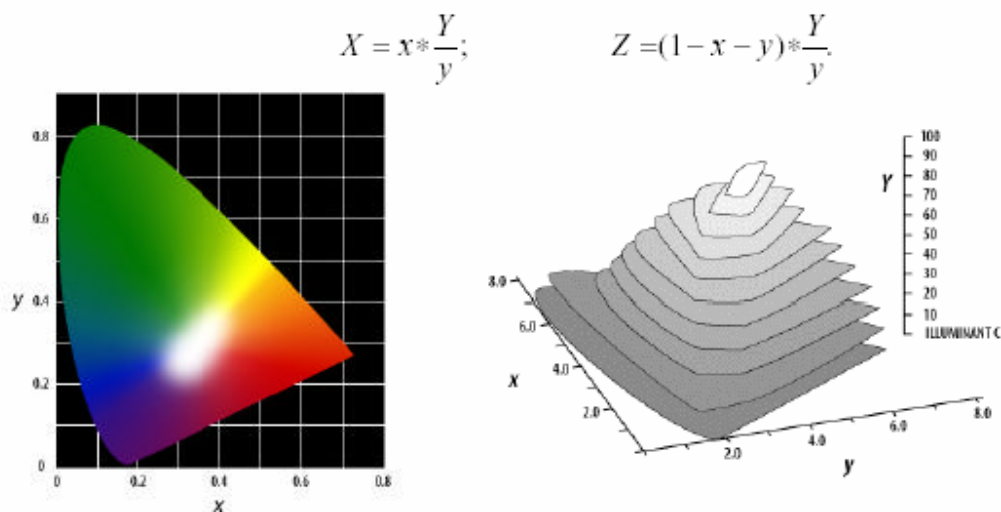 X = x * Y/y;   Z = (1 - x - y) * Y/y.
0.8
0.6
y 0.4
0.2
0
0 0.2 0.4 0.6 0.8
x
100
90
Y 80
70
60
50
40
30
20
10
ILLUMINANT C
8.0
6.0
x 4.0
2.0
2.0 4.0 6.0 8.0
y